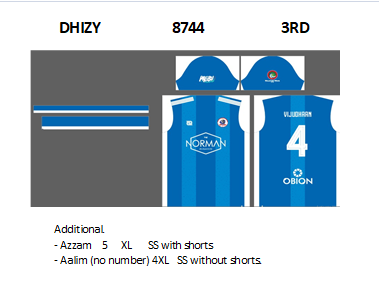 DHIZY 8744 3RD
THE
NORMAN
VIJUDHARAN
4
OBION
Additional.
- Azzam 5 XL SS with shorts
- Aalim (no number) 4XL SS without shorts.